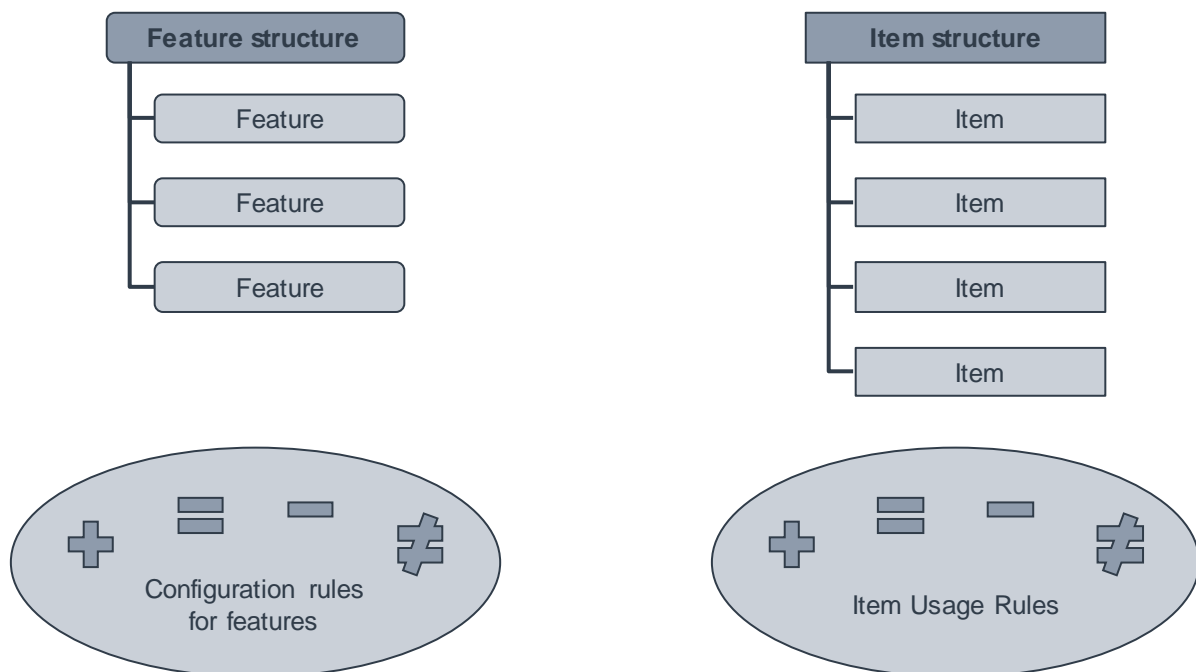 Feature structure
Feature
Feature
Feature
Configuration rules
for features
Item structure
Item
Item
Item
Item
Item Usage Rules